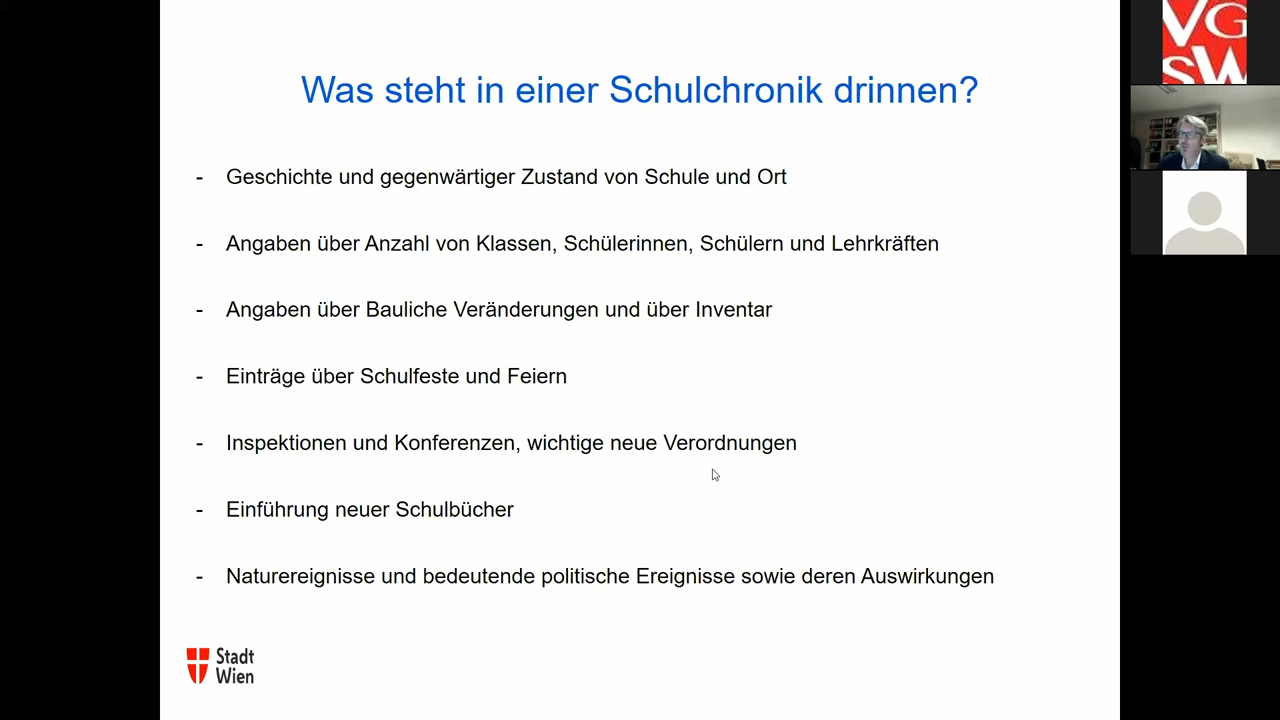 Was steht in einer Schulchronik drinnen?
- Geschichte und gegenwärtiger Zustand von Schule und Ort
- Angaben über Anzahl von Klassen, Schülerinnen, Schülern und Lehrkräften
- Angaben über Bauliche Veränderungen und über Inventar
- Einträge über Schulfeste und Feiern
- Inspektionen und Konferenzen, wichtige neue Verordnungen
- Einführung neuer Schulbücher
- Naturereignisse und bedeutende politische Ereignisse sowie deren Auswirkungen
Stadt
Wien
VG
SW